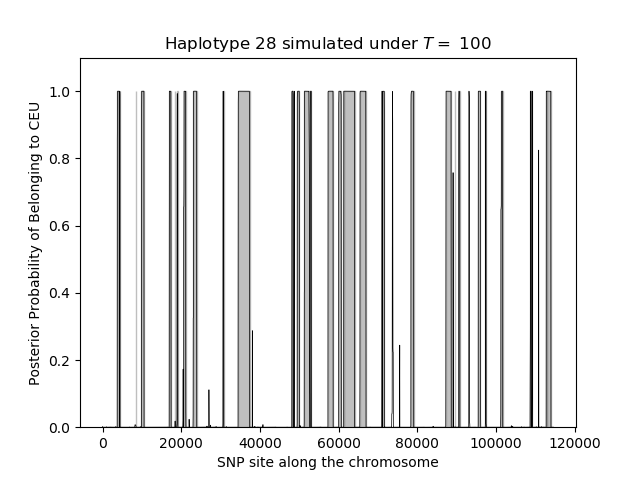 Haplotype 28 simulated under T = 100
Posterior Probability of Belonging to CEU
1.0
0.8
0.6
0.4
0.2
0.0
0 20000 40000 60000 80000 100000 120000
SNP site along the chromosome